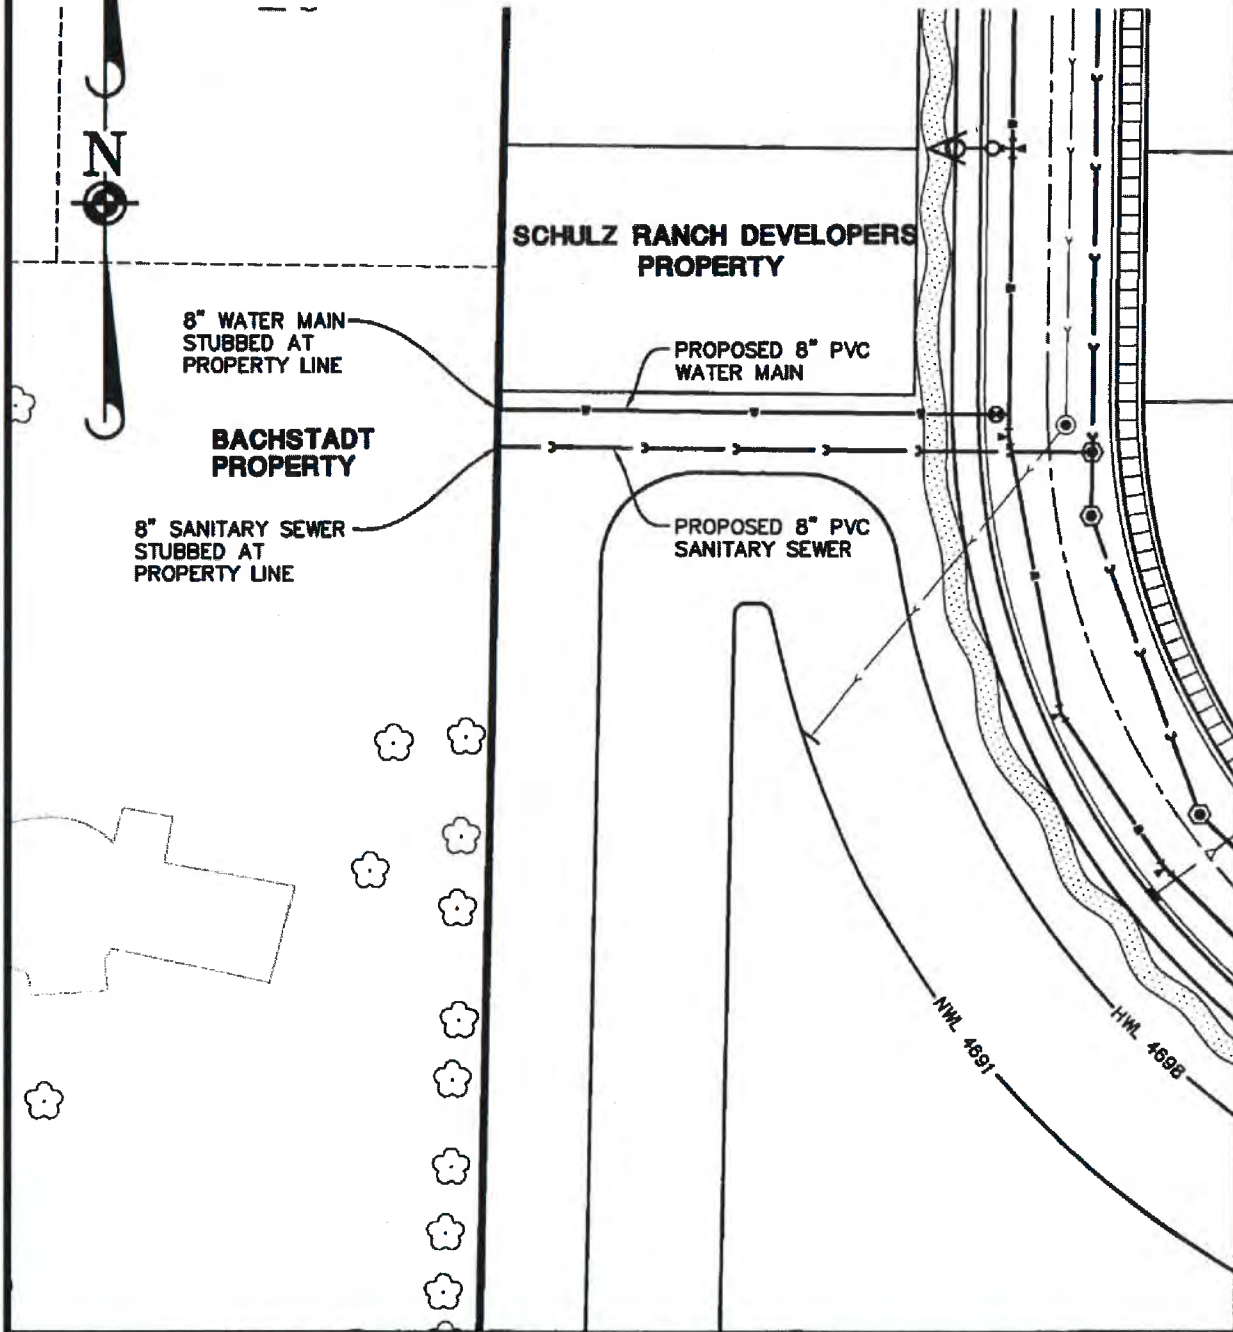 N
SCHULZ RANCH DEVELOPERS
PROPERTY
8" WATER MAIN
STUBBED AT
PROPERTY LINE
PROPOSED 8" PVC
WATER MAIN
BACHSTADT
PROPERTY
8" SANITARY SEWER
STUBBED AT
PROPERTY LINE
PROPOSED 8" PVC
SANITARY SEWER
NWL 4691
HWL 4698